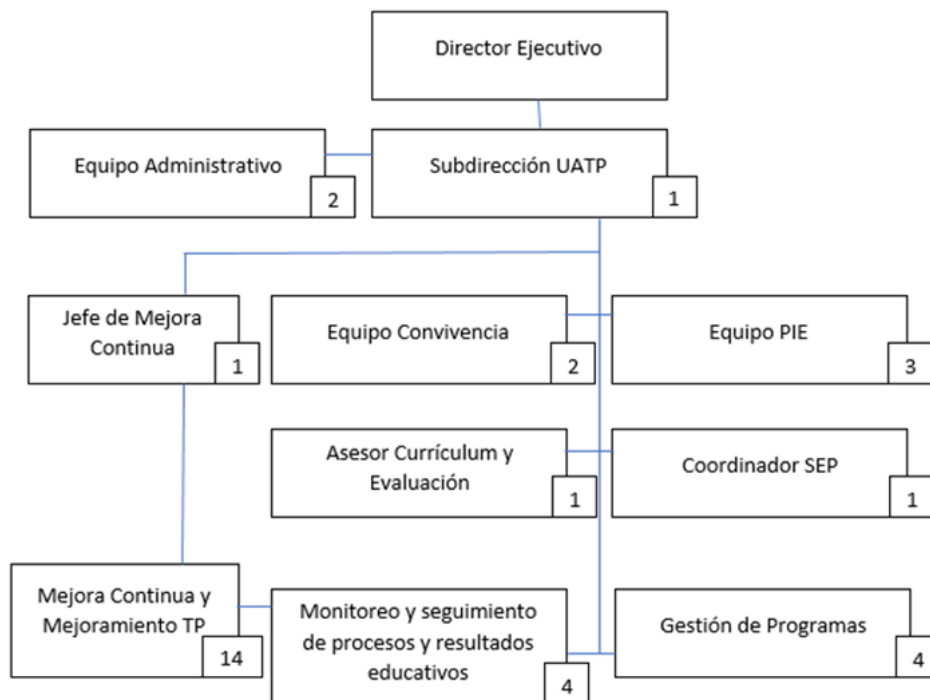 Director Ejecutivo
Equipo Administrativo
2
Subdirección UATP
1
Jefe de Mejora
Continua
1
Equipo Convivencia
2
Equipo PIE
3
Asesor Currículum y
Evaluación
1
Coordinador SEP
1
Mejora Continua y
Mejoramiento TP
14
Monitoreo y seguimiento
de procesos y resultados
educativos
4
Gestión de Programas
4